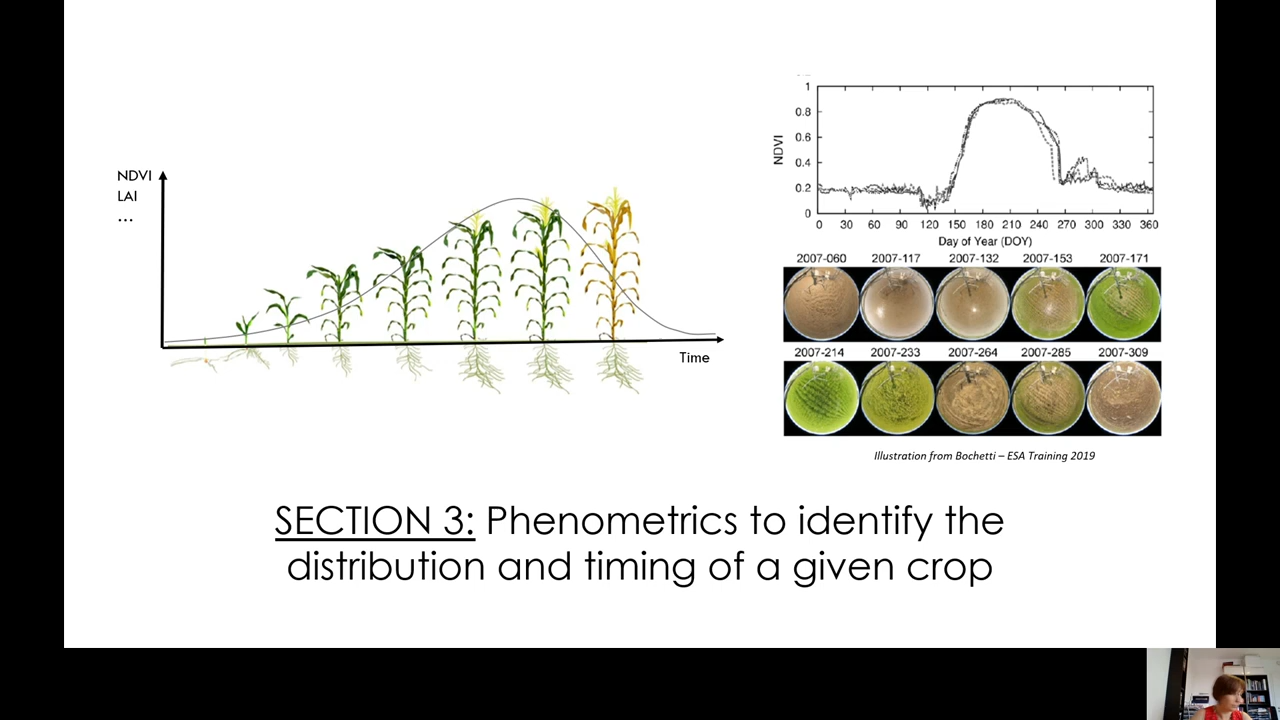 NDVI
LAI
...
Time
1
0.8
0.6
0.4
0.2
0
NDVI
0 30 60 90 120 150 180 210 240 270 300 330 360
Day of Year (DOY)
2007-060 2007-117 2007-132 2007-153 2007-171
2007-214 2007-233 2007-264 2007-285 2007-309
Illustration from Bochetti – ESA Training 2019
SECTION 3: Phenometrics to identify the
distribution and timing of a given crop